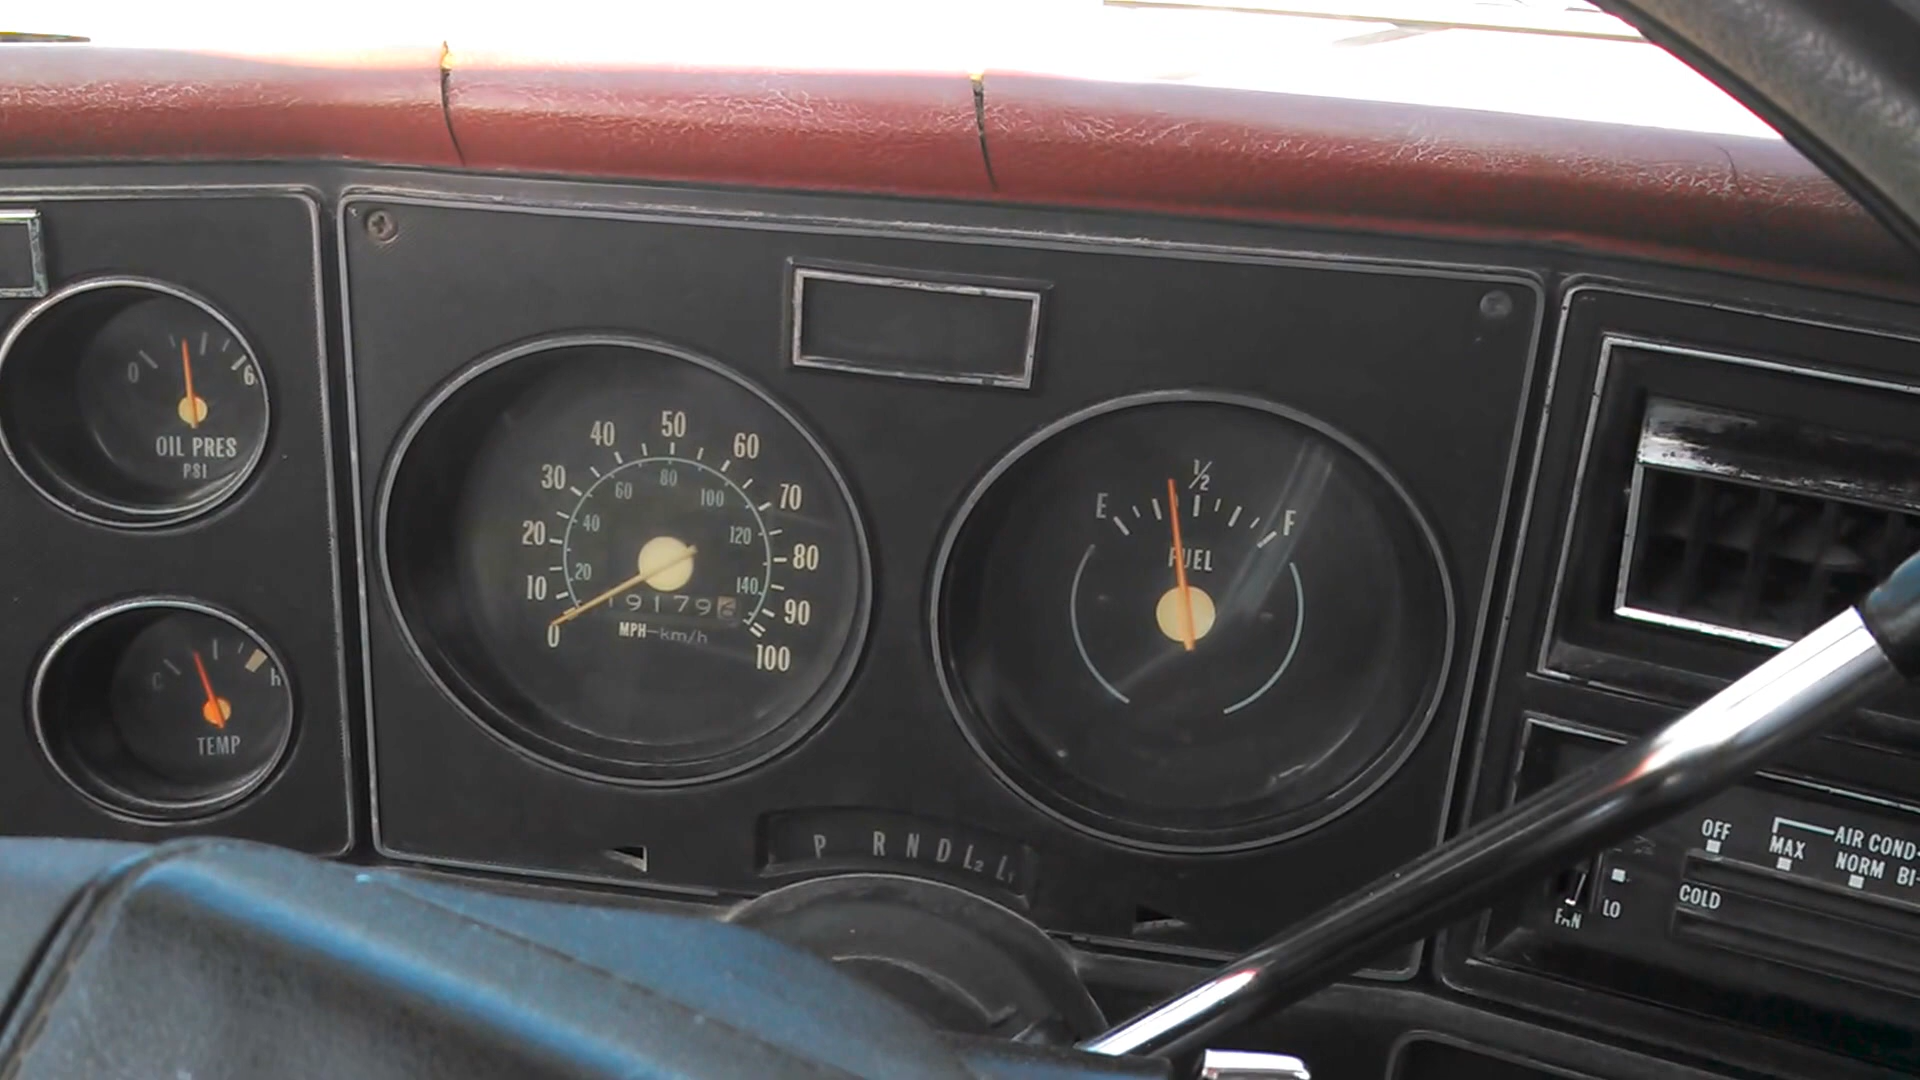 0
6
OIL PRES
PSI
C
h
TEMP
0
10
20
30
40
50
60
70
80
90
100
20
40
60
80
100
120
140
9179
MPH-km/h
E
1/2
F
FUEL
P R N D L2 L1
OFF
MAX
AIR COND
NORM BI-
COLD
LO
FAN